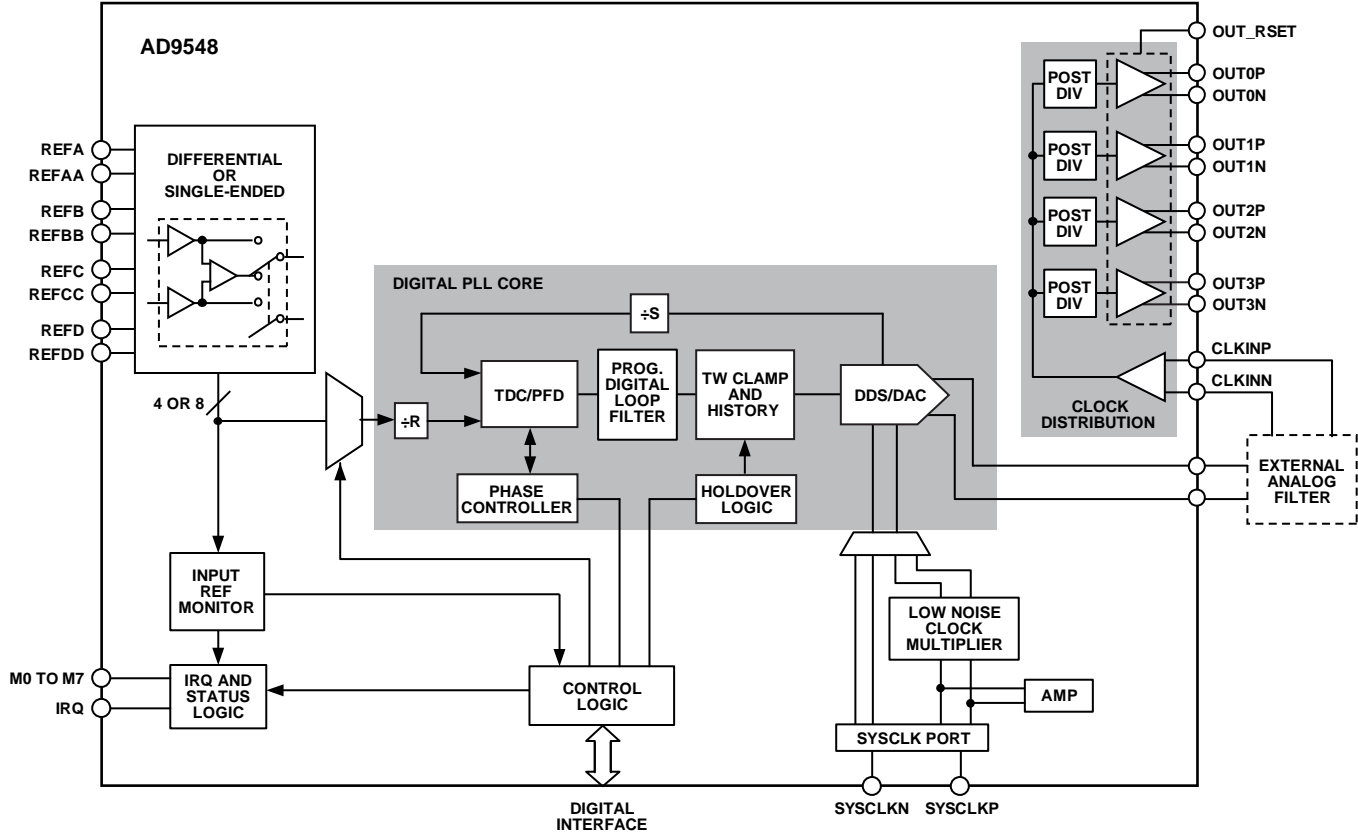 AD9548
OUT_RSET
POST
DIV
OUT0P
OUT0N
POST
DIV
OUT1P
OUT1N
POST
DIV
OUT2P
OUT2N
POST
DIV
OUT3P
OUT3N
CLKINP
CLKINN
CLOCK
DISTRIBUTION
EXTERNAL
ANALOG
FILTER
REFA
REFAA
REFB
REFBB
REFC
REFCC
REFD
REFDD
DIFFERENTIAL
OR
SINGLE-ENDED
4 OR 8
DIGITAL PLL CORE
÷S
÷R
TDC/PFD
PROG.
DIGITAL
LOOP
FILTER
TW CLAMP
AND
HISTORY
DDS/DAC
PHASE
CONTROLLER
HOLDOVER
LOGIC
INPUT
REF
MONITOR
LOW NOISE
CLOCK
MULTIPLIER
M0 TO M7
IRQ
IRQ AND
STATUS
LOGIC
CONTROL
LOGIC
AMP
SYSCLK PORT
DIGITAL
INTERFACE
SYSCLKN
SYSCLKP